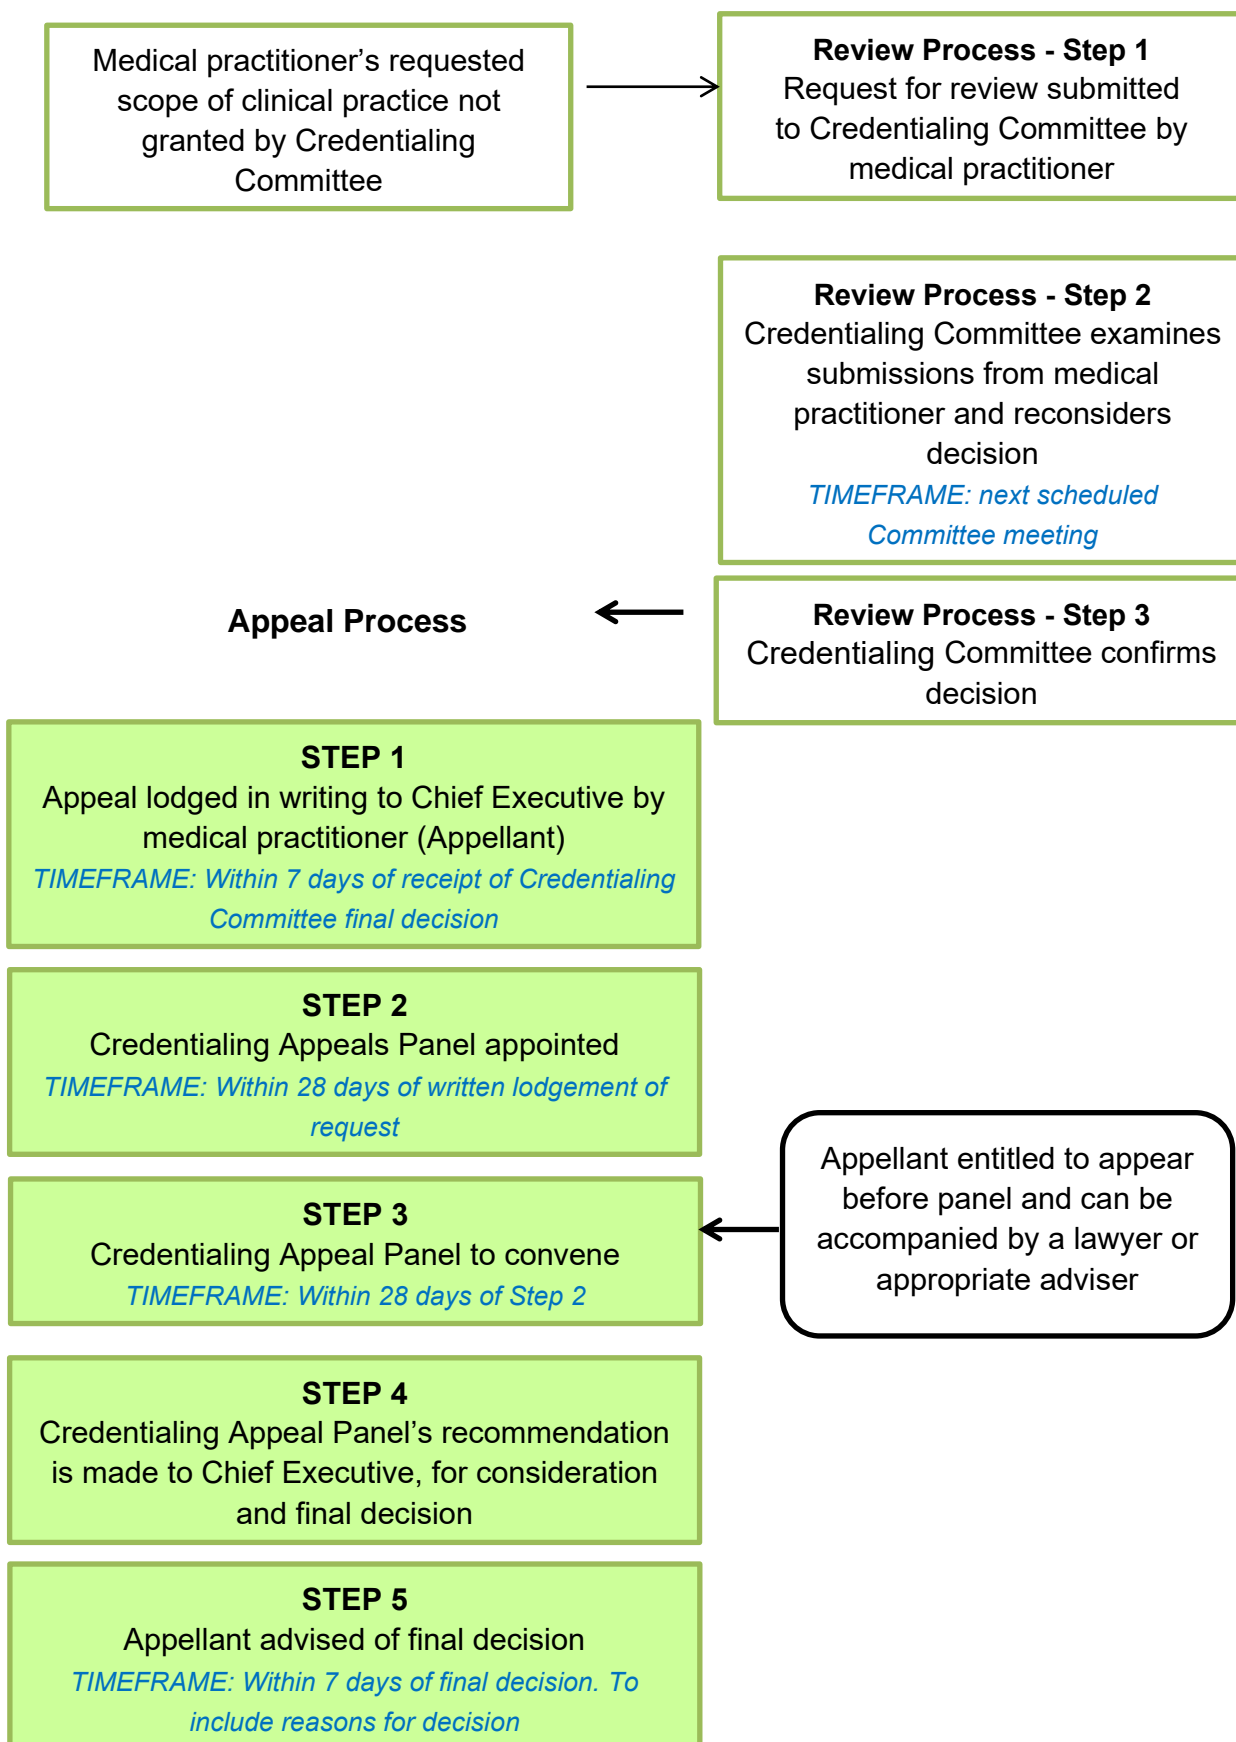 Medical practitioner’s requested
scope of clinical practice not
granted by Credentialing
Committee
Review Process - Step 1
Request for review submitted
to Credentialing Committee by
medical practitioner
Review Process - Step 2
Credentialing Committee examines
submissions from medical
practitioner and reconsiders
decision
TIMEFRAME: next scheduled
Committee meeting
Review Process - Step 3
Credentialing Committee confirms
decision
Appeal Process
STEP 1
Appeal lodged in writing to Chief Executive by
medical practitioner (Appellant)
TIMEFRAME: Within 7 days of receipt of Credentialing
Committee final decision
STEP 2
Credentialing Appeals Panel appointed
TIMEFRAME: Within 28 days of written lodgement of
request
STEP 3
Credentialing Appeal Panel to convene
TIMEFRAME: Within 28 days of Step 2
Appellant entitled to appear
before panel and can be
accompanied by a lawyer or
appropriate adviser
STEP 4
Credentialing Appeal Panel’s recommendation
is made to Chief Executive, for consideration
and final decision
STEP 5
Appellant advised of final decision
TIMEFRAME: Within 7 days of final decision. To
include reasons for decision